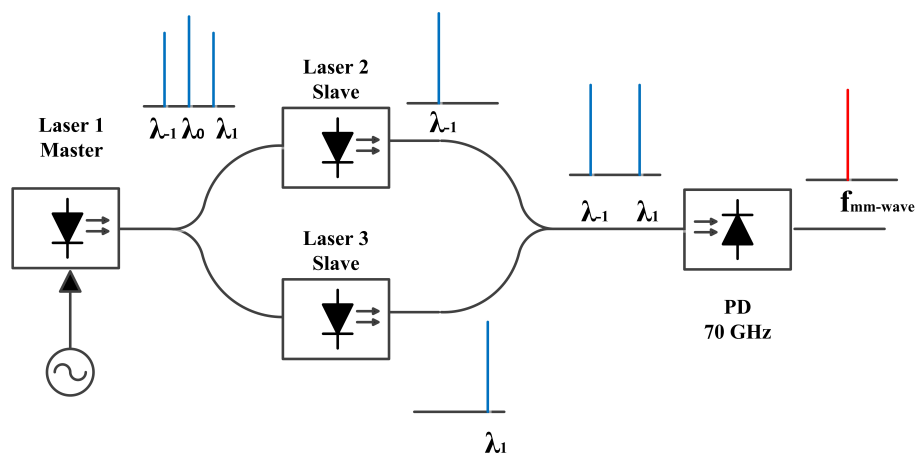 Laser 1
Master
λ-1 λ0 λ1
Laser 2
Slave
λ-1
Laser 3
Slave
λ1
λ-1 λ1
fmm-wave
PD
70 GHz